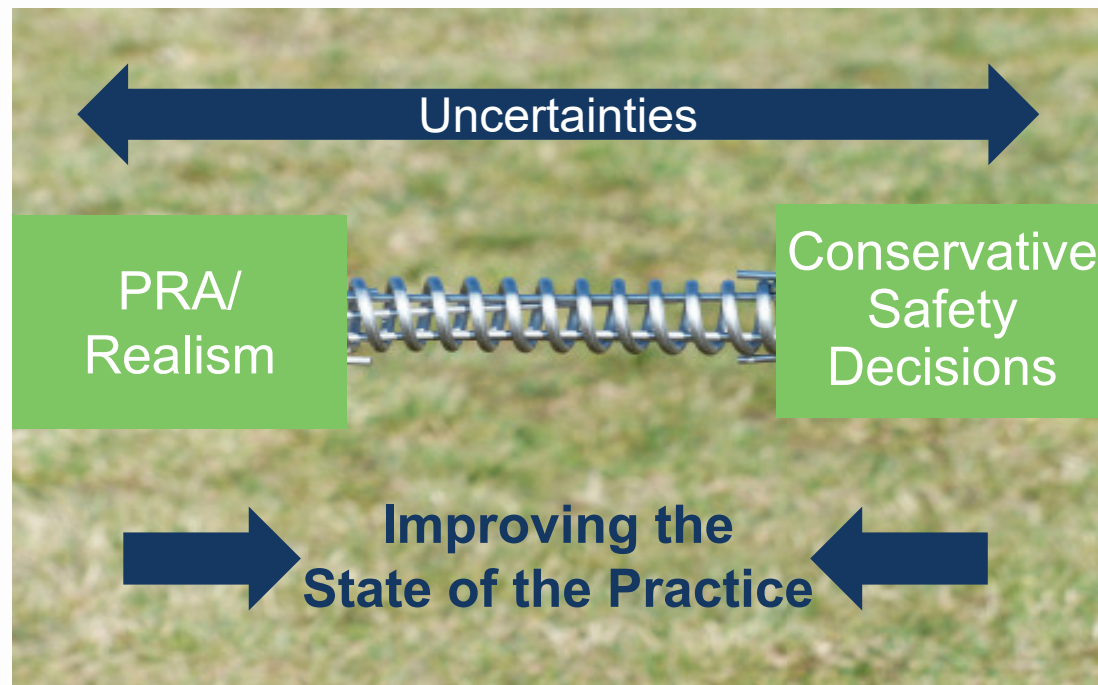 Uncertainties
PRA/
Realism
Conservative
Safety
Decisions
Improving the
State of the Practice